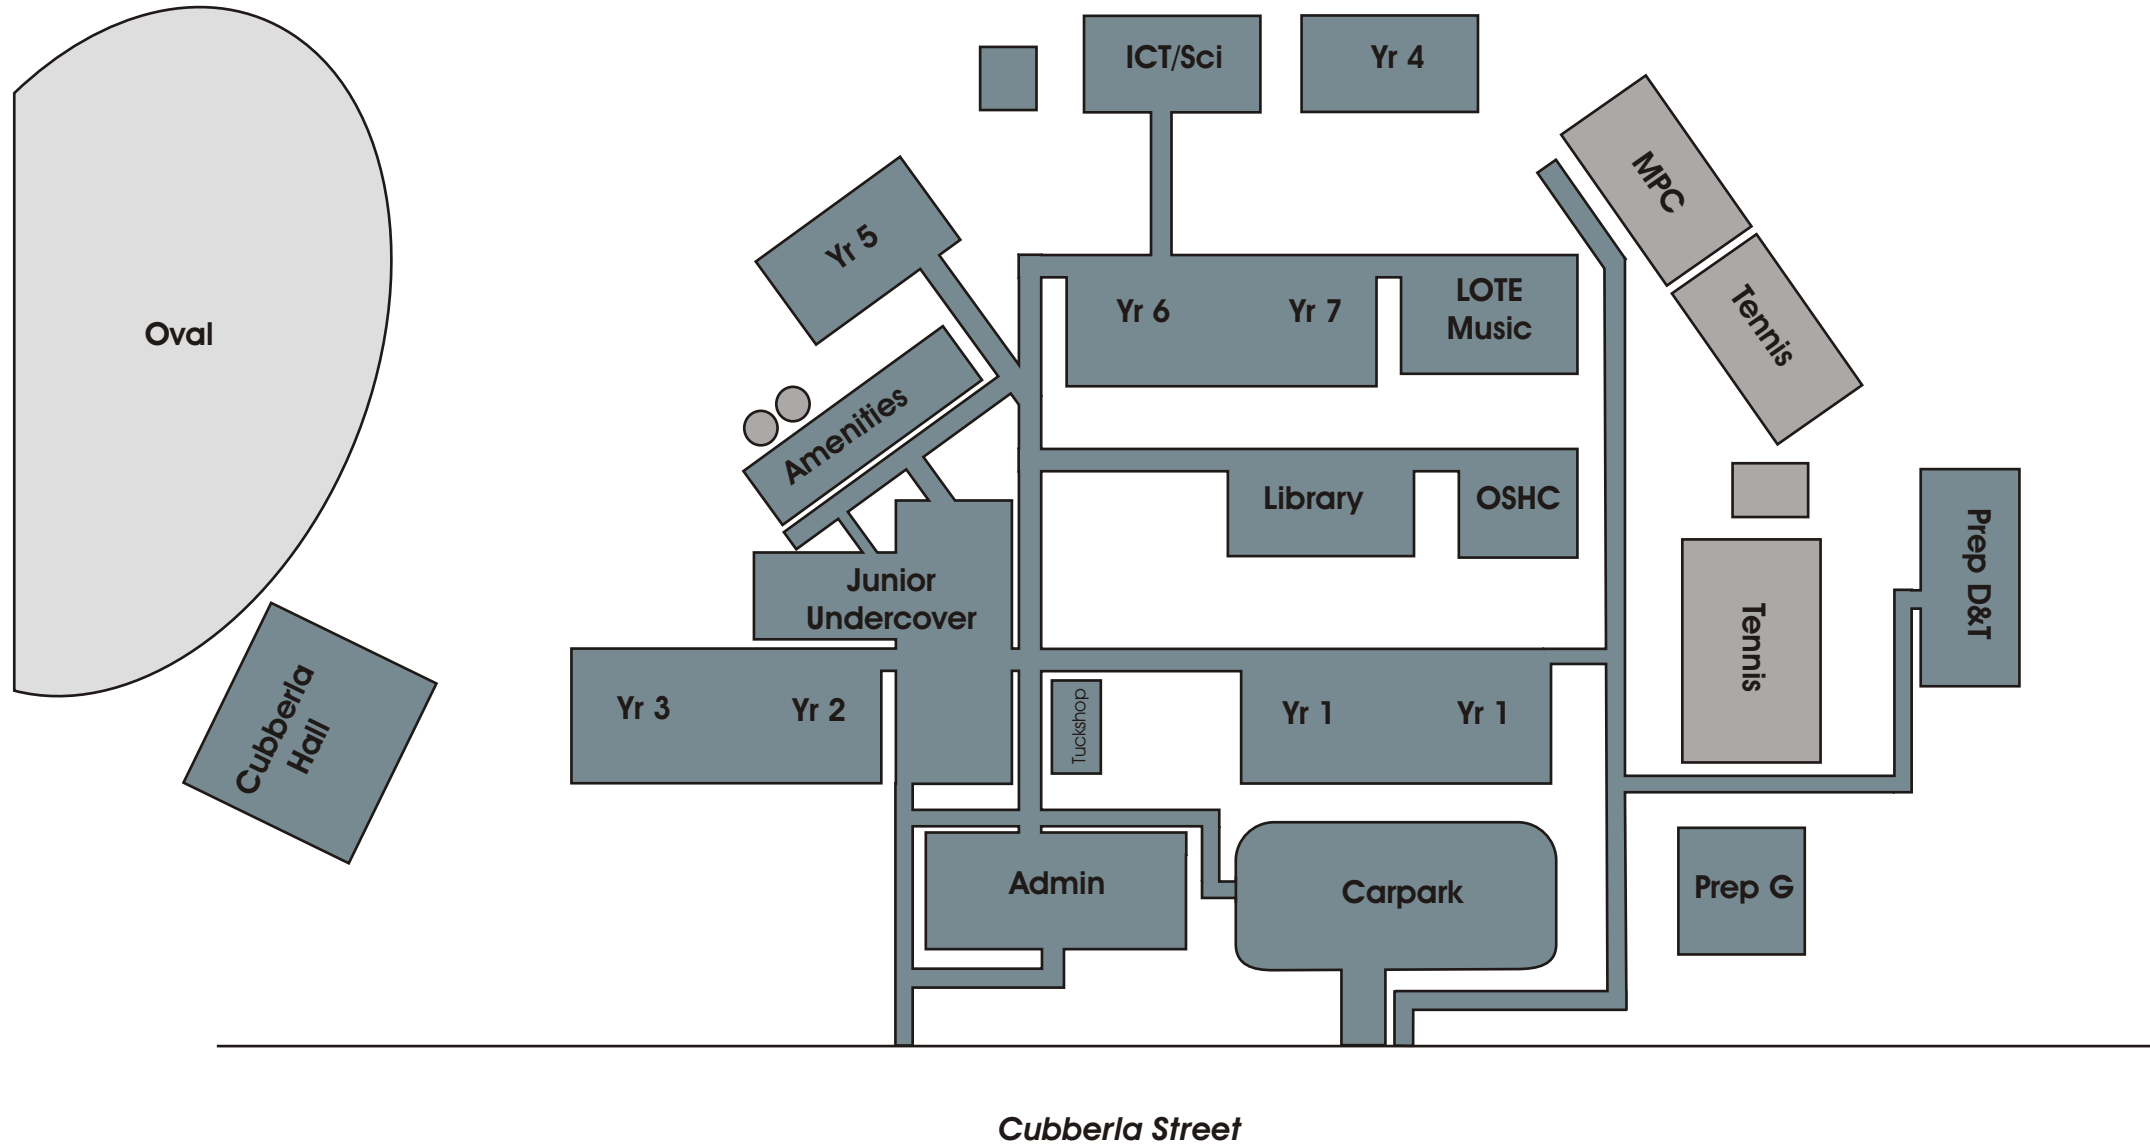 ICT/Sci
Yr 4
MPC
Yr 5
LOTE
Music
Yr 6
Yr 7
Tennis
Oval
Amenities
Library
OSHC
Prep D&T
Junior
Undercover
Tennis
Cubberla
Hall
Yr 3
Yr 2
Tuckshop
Yr 1
Yr 1
Admin
Carpark
Prep G
Cubberla Street